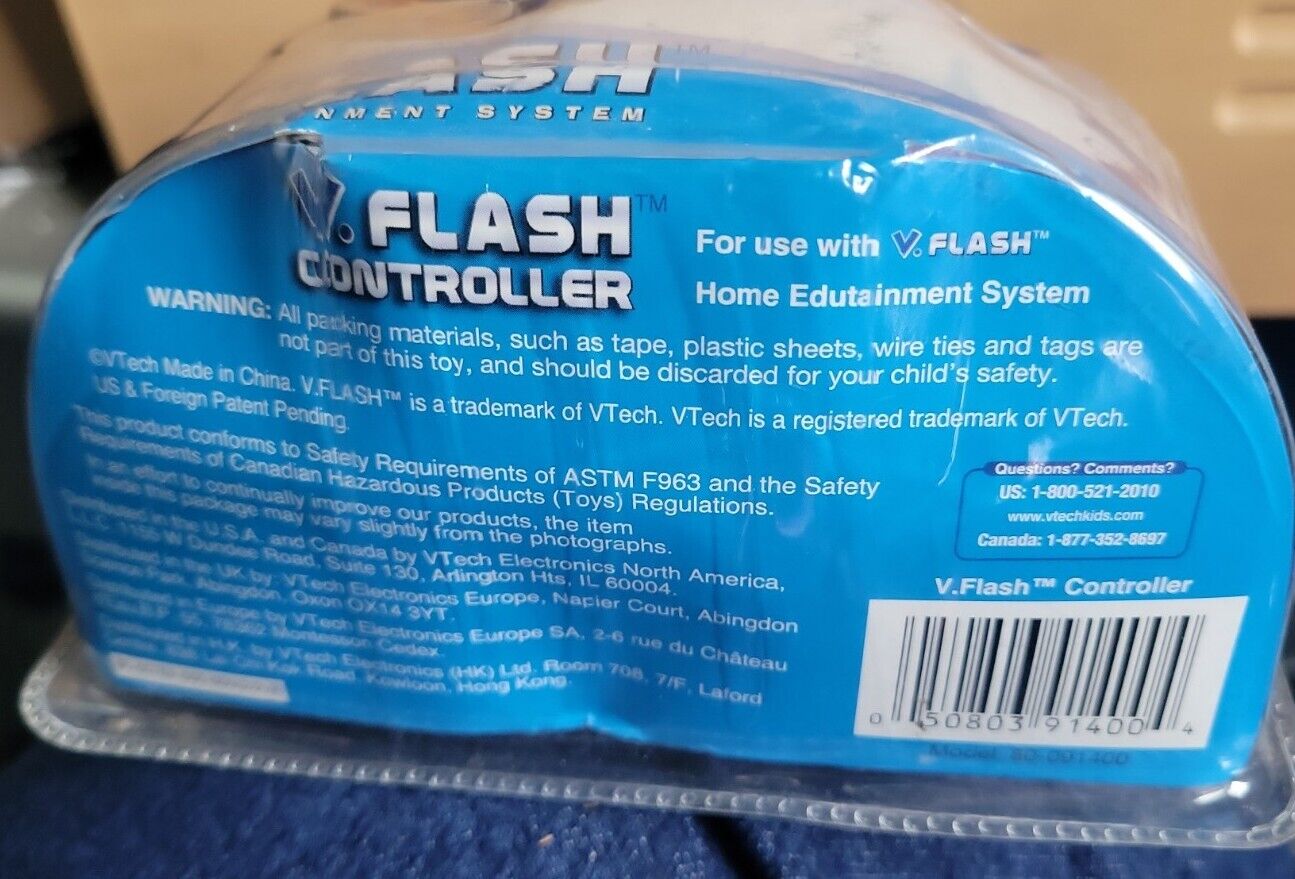 ASH™
NMENT SYSTEM
V.FLASH™
CONTROLLER
For use with V.FLASH™
Home Edutainment System
WARNING: All packing materials, such as tape, plastic sheets, wire ties and tags are
not part of this toy, and should be discarded for your child's safety.
©VTech Made in China. V.FLASH™ is a trademark of VTech. VTech is a registered trademark of VTech.
US & Foreign Patent Pending.
This product conforms to Safety Requirements of ASTM F963 and the Safety
Requirements of Canadian Hazardous Products (Toys) Regulations.
In an effort to continually improve our products, the item
inside this package may vary slightly from the photographs.
Distributed in the U.S.A. and Canada by VTech Electronics North America,
LLC. 1155 W Dundee Road, Suite 130, Arlington Hts, IL 60004.
Distributed in the UK by: VTech Electronics Europe, Napier Court, Abingdon
Park, Abingdon, Oxon OX14 3YT.
Distributed in Europe by VTech Electronics Europe SA, 2-6 rue du Château
Montesson Cedex.
Distributed in H.K. by VTech Electronics (HK) Ltd. Room 708, 7/F, Laford
Road, Kowloon, Hong Kong.
Questions? Comments?
US: 1-800-521-2010
www.vtechkids.com
Canada: 1-877-352-8697
V.Flash™ Controller
0 50803 91400 4
Model: 80-091400